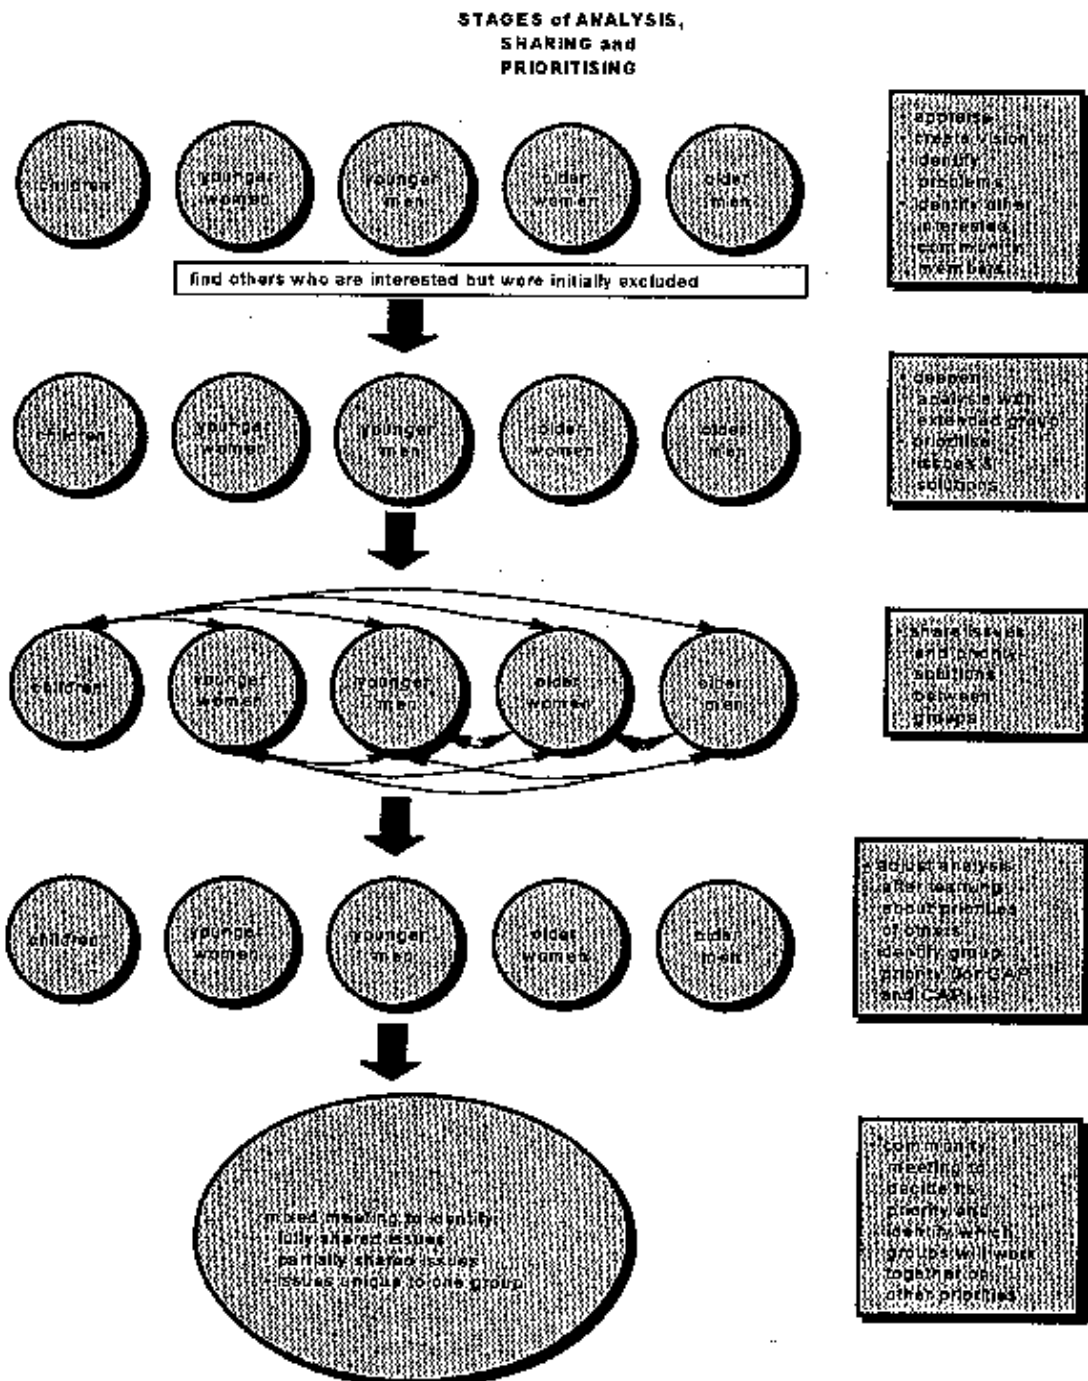 STAGES of ANALYSIS,
SHARING and
PRIORITISING
children
younger
women
younger
men
older
women
older
men
• appraise
• create vision
• identify
problems
• identify other
interested
community
members
find others who are interested but were initially excluded
children
younger
women
younger
men
older
women
older
men
• deepen
analysis with
extended group
• prioritise
issues &
solutions
children
younger
women
younger
men
older
women
older
men
• share issues
and priority
solutions
between
groups
children
younger
women
younger
men
older
women
older
men
• adjust analysis
after learning
about priorities
of others
identify group
priority (for GAP
and CAP)
mixed meeting to identify:
- fully shared issues
- partially shared issues
- issues unique to one group
• community
meeting to
decide its
priority and
identify which
groups will work
together on
other priorities